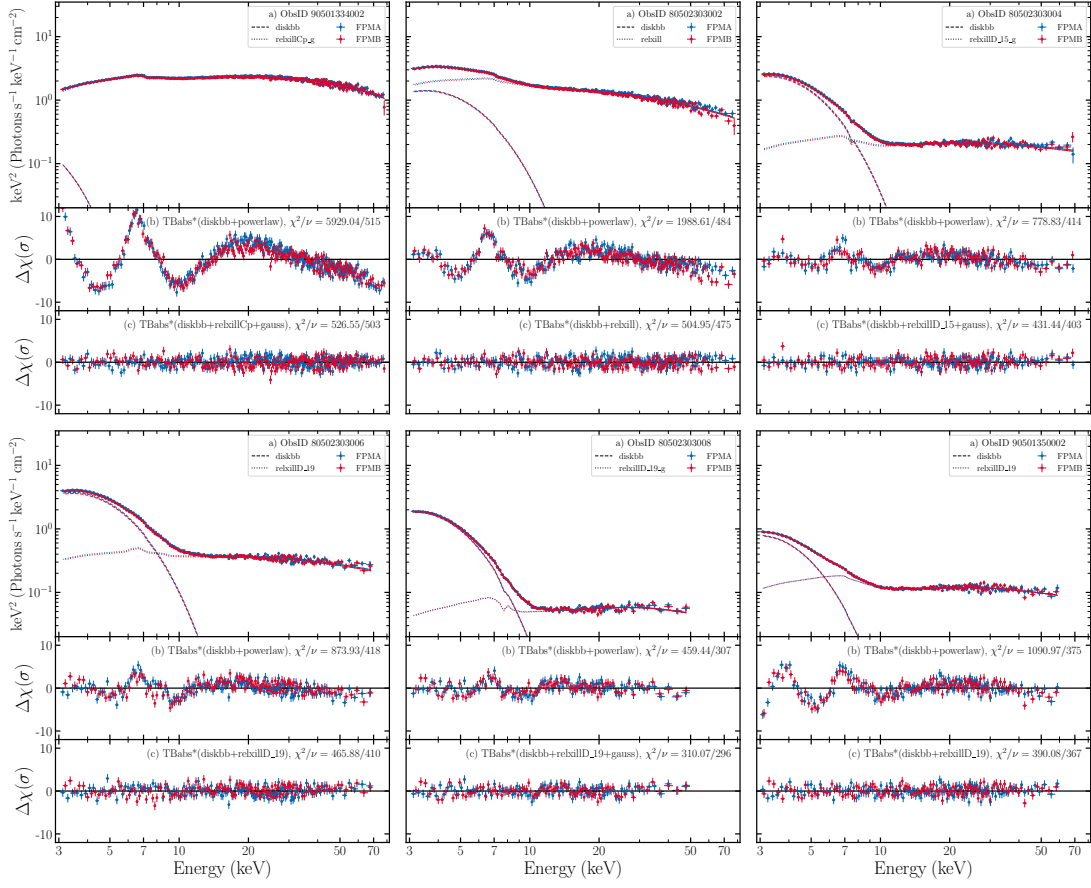 a) ObsID 90501334002
diskbb FPMA
relxillCp_g FPMB
a) ObsID 80502303002
diskbb FPMA
relxill FPMB
a) ObsID 80502303004
diskbb FPMA
relxillD_15_g FPMB
keV² (Photons s⁻¹ keV⁻¹ cm⁻²)
10¹
10⁰
10⁻¹
(b) TBabs*(diskbb+powerlaw), χ²/ν = 5929.04/515
(b) TBabs*(diskbb+powerlaw), χ²/ν = 1988.61/484
(b) TBabs*(diskbb+powerlaw), χ²/ν = 778.83/414
Δχ(σ)
10
0
-10
(c) TBabs*(diskbb+relxillCp+gauss), χ²/ν = 526.55/503
(c) TBabs*(diskbb+relxill), χ²/ν = 504.95/475
(c) TBabs*(diskbb+relxillD_15+gauss), χ²/ν = 431.44/403
Δχ(σ)
10
0
-10
a) ObsID 80502303006
diskbb FPMA
relxillD_19 FPMB
a) ObsID 80502303008
diskbb FPMA
relxillD_19_g FPMB
a) ObsID 90501350002
diskbb FPMA
relxillD_19 FPMB
keV² (Photons s⁻¹ keV⁻¹ cm⁻²)
10¹
10⁰
10⁻¹
(b) TBabs*(diskbb+powerlaw), χ²/ν = 873.93/418
(b) TBabs*(diskbb+powerlaw), χ²/ν = 459.44/307
(b) TBabs*(diskbb+powerlaw), χ²/ν = 1090.97/375
Δχ(σ)
10
0
-10
(c) TBabs*(diskbb+relxillD_19), χ²/ν = 465.88/410
(c) TBabs*(diskbb+relxillD_19+gauss), χ²/ν = 310.07/296
(c) TBabs*(diskbb+relxillD_19), χ²/ν = 390.08/367
Δχ(σ)
10
0
-10
3 5 7 10 20 50 70
3 5 7 10 20 50 70
3 5 7 10 20 50 70
Energy (keV)
Energy (keV)
Energy (keV)